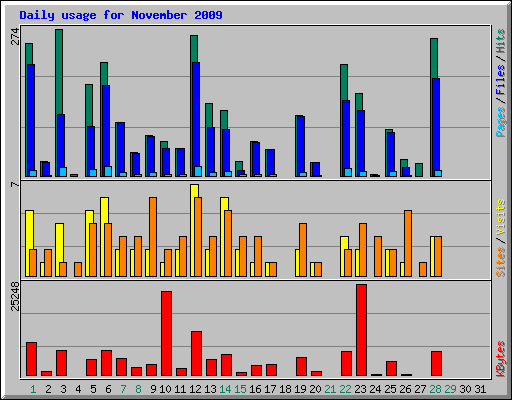 Daily usage for November 2009
274
Pages / Files / Hits
7
Sites / Visits
25248
KBytes
1 2 3 4 5 6 7 8 9 10 11 12 13 14 15 16 17 18 19 20 21 22 23 24 25 26 27 28 29 30 31